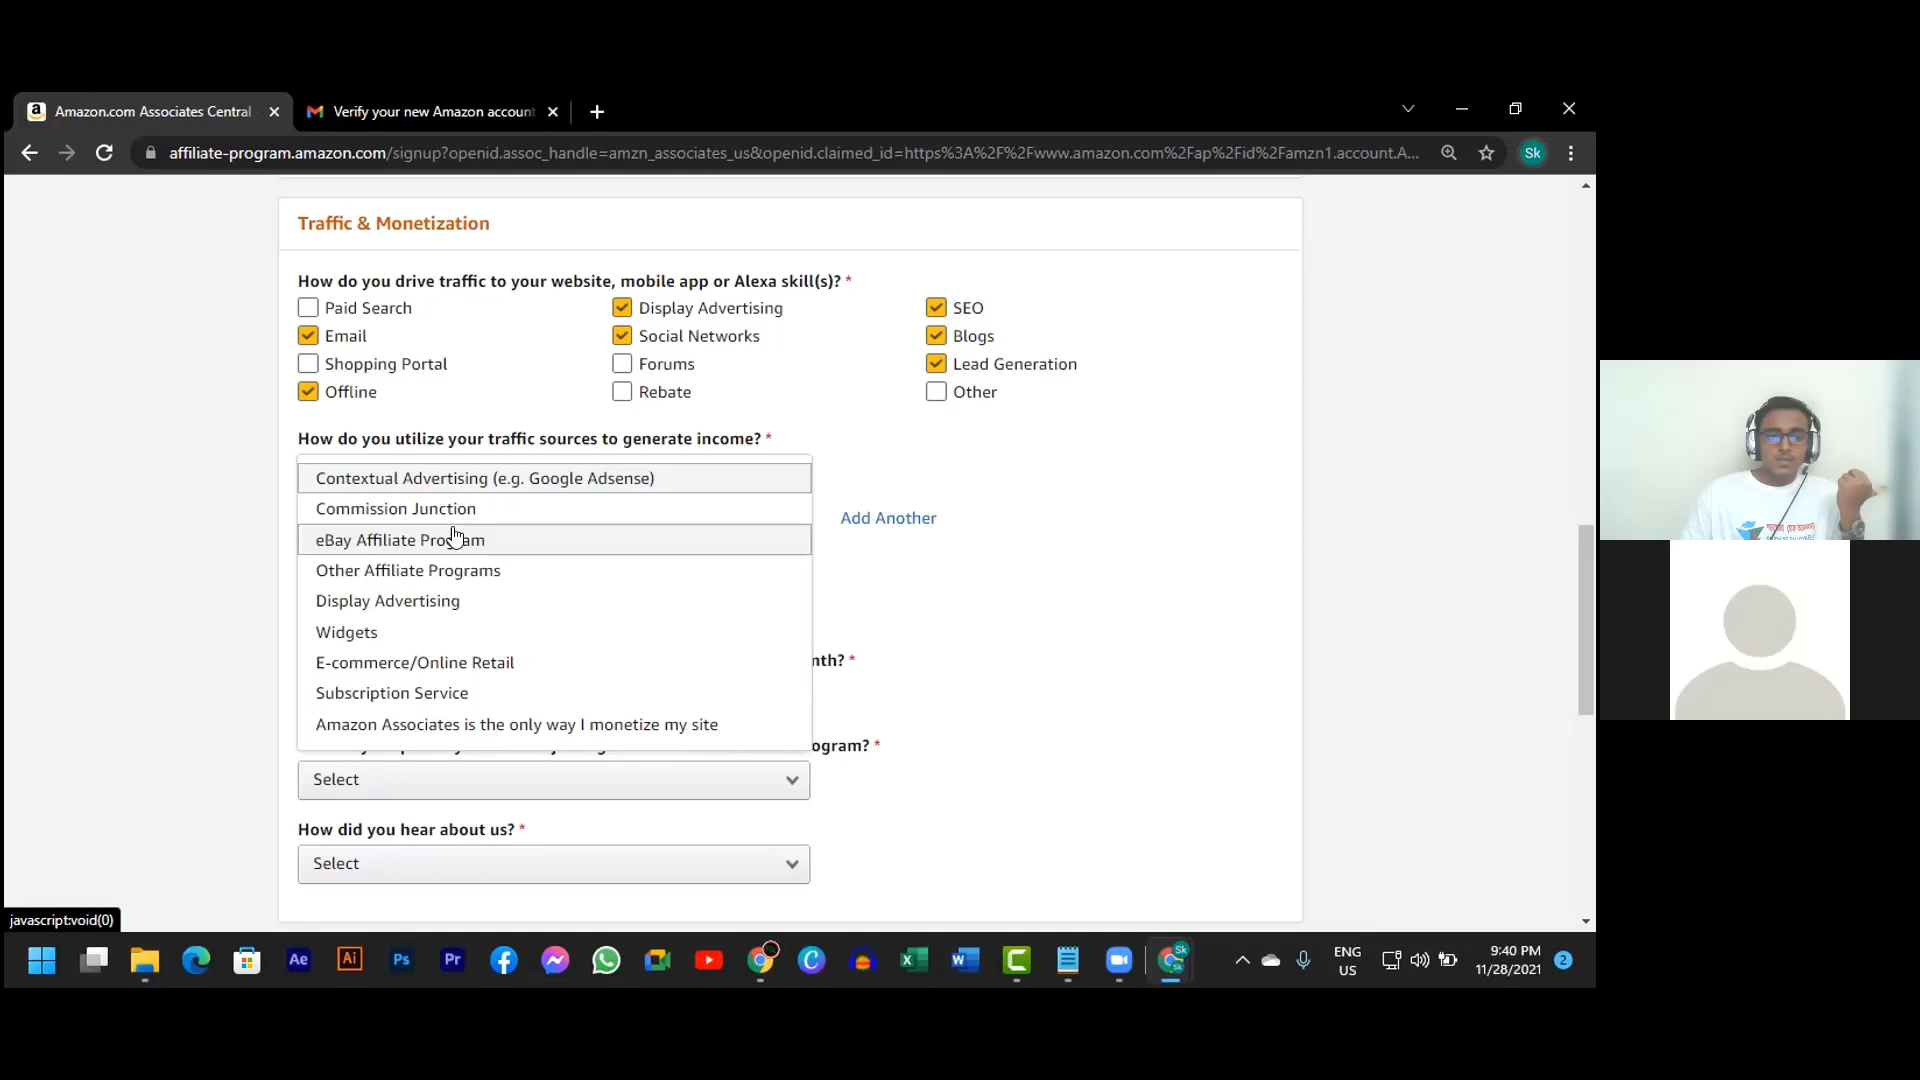 Amazon.com Associates Central
Verify your new Amazon account
affiliate-program.amazon.com/signup?openid.assoc_handle=amzn_associates_us&openid.claimed_id=https%3A%2F%2Fwww.amazon.com%2Fap%2Fid%2Famzn1.account.A...
Sk
Traffic & Monetization
How do you drive traffic to your website, mobile app or Alexa skill(s)? *
Paid Search
Display Advertising
SEO
Email
Social Networks
Blogs
Shopping Portal
Forums
Lead Generation
Offline
Rebate
Other
How do you utilize your traffic sources to generate income? *
Contextual Advertising (e.g. Google Adsense)
Commission Junction
Add Another
eBay Affiliate Program
Other Affiliate Programs
Display Advertising
Widgets
E-commerce/Online Retail
nth? *
Subscription Service
Amazon Associates is the only way I monetize my site
ogram? *
Select
How did you hear about us? *
Select
javascript:void(0)
Ae
Ai
Ps
Pr
ENG
US
9:40 PM
11/28/2021
2